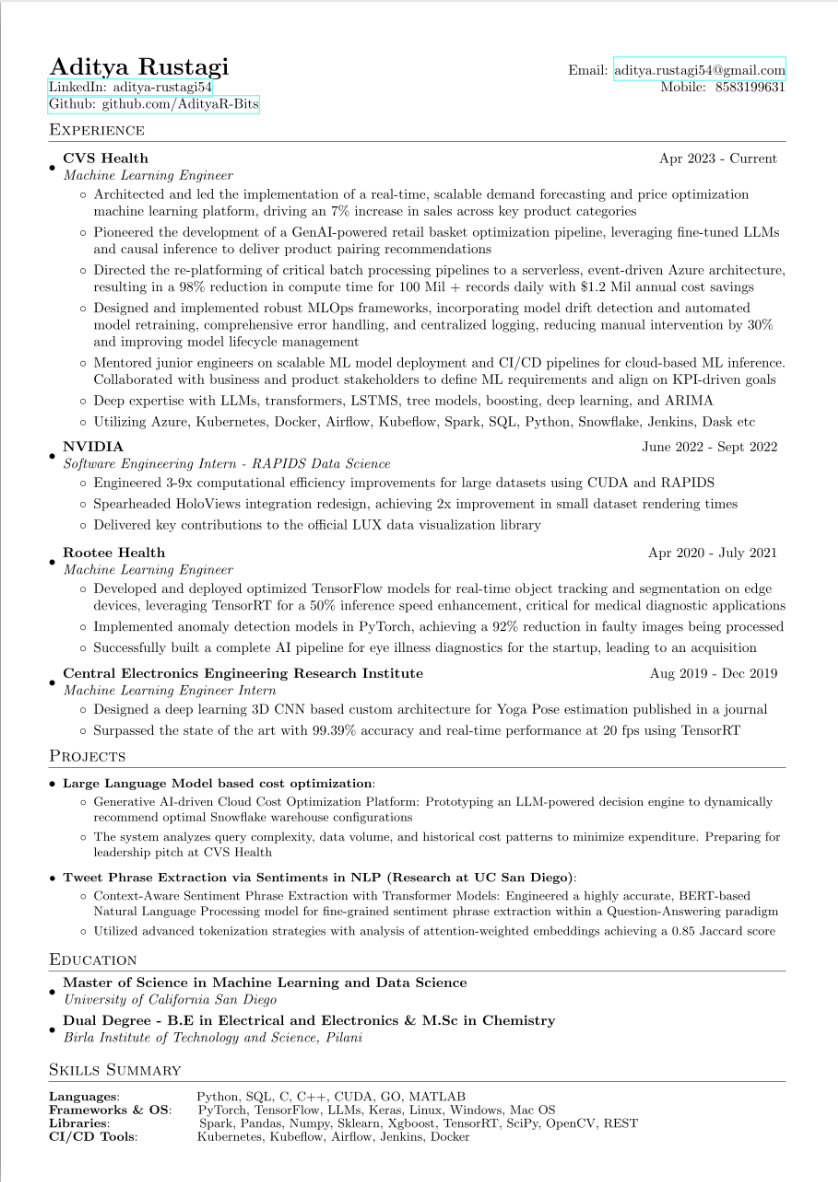 Aditya Rustagi
Email: aditya.rustagi54@gmail.com
LinkedIn: aditya-rustagi54
Mobile: 8583199631
Github: github.com/AdityaR-Bits
EXPERIENCE
• CVS Health Apr 2023 - Current
Machine Learning Engineer
◦ Architected and led the implementation of a real-time, scalable demand forecasting and price optimization
machine learning platform, driving an 7% increase in sales across key product categories
◦ Pioneered the development of a GenAI-powered retail basket optimization pipeline, leveraging fine-tuned LLMs
and causal inference to deliver product pairing recommendations
◦ Directed the re-platforming of critical batch processing pipelines to a serverless, event-driven Azure architecture,
resulting in a 98% reduction in compute time for 100 Mil + records daily with $1.2 Mil annual cost savings
◦ Designed and implemented robust MLOps frameworks, incorporating model drift detection and automated
model retraining, comprehensive error handling, and centralized logging, reducing manual intervention by 30%
and improving model lifecycle management
◦ Mentored junior engineers on scalable ML model deployment and CI/CD pipelines for cloud-based ML inference.
Collaborated with business and product stakeholders to define ML requirements and align on KPI-driven goals
◦ Deep expertise with LLMs, transformers, LSTMS, tree models, boosting, deep learning, and ARIMA
◦ Utilizing Azure, Kubernetes, Docker, Airflow, Kubeflow, Spark, SQL, Python, Snowflake, Jenkins, Dask etc
• NVIDIA June 2022 - Sept 2022
Software Engineering Intern - RAPIDS Data Science
◦ Engineered 3-9x computational efficiency improvements for large datasets using CUDA and RAPIDS
◦ Spearheaded HoloViews integration redesign, achieving 2x improvement in small dataset rendering times
◦ Delivered key contributions to the official LUX data visualization library
• Rootee Health Apr 2020 - July 2021
Machine Learning Engineer
◦ Developed and deployed optimized TensorFlow models for real-time object tracking and segmentation on edge
devices, leveraging TensorRT for a 50% inference speed enhancement, critical for medical diagnostic applications
◦ Implemented anomaly detection models in PyTorch, achieving a 92% reduction in faulty images being processed
◦ Successfully built a complete AI pipeline for eye illness diagnostics for the startup, leading to an acquisition
• Central Electronics Engineering Research Institute Aug 2019 - Dec 2019
Machine Learning Engineer Intern
◦ Designed a deep learning 3D CNN based custom architecture for Yoga Pose estimation published in a journal
◦ Surpassed the state of the art with 99.39% accuracy and real-time performance at 20 fps using TensorRT
PROJECTS
• Large Language Model based cost optimization:
◦ Generative AI-driven Cloud Cost Optimization Platform: Prototyping an LLM-powered decision engine to dynamically
recommend optimal Snowflake warehouse configurations
◦ The system analyzes query complexity, data volume, and historical cost patterns to minimize expenditure. Preparing for
leadership pitch at CVS Health
• Tweet Phrase Extraction via Sentiments in NLP (Research at UC San Diego):
◦ Context-Aware Sentiment Phrase Extraction with Transformer Models: Engineered a highly accurate, BERT-based
Natural Language Processing model for fine-grained sentiment phrase extraction within a Question-Answering paradigm
◦ Utilized advanced tokenization strategies with analysis of attention-weighted embeddings achieving a 0.85 Jaccard score
EDUCATION
• Master of Science in Machine Learning and Data Science
University of California San Diego
• Dual Degree - B.E in Electrical and Electronics & M.Sc in Chemistry
Birla Institute of Technology and Science, Pilani
SKILLS SUMMARY
Languages: Python, SQL, C, C++, CUDA, GO, MATLAB
Frameworks & OS: PyTorch, TensorFlow, LLMs, Keras, Linux, Windows, Mac OS
Libraries: Spark, Pandas, Numpy, Sklearn, Xgboost, TensorRT, SciPy, OpenCV, REST
CI/CD Tools: Kubernetes, Kubeflow, Airflow, Jenkins, Docker